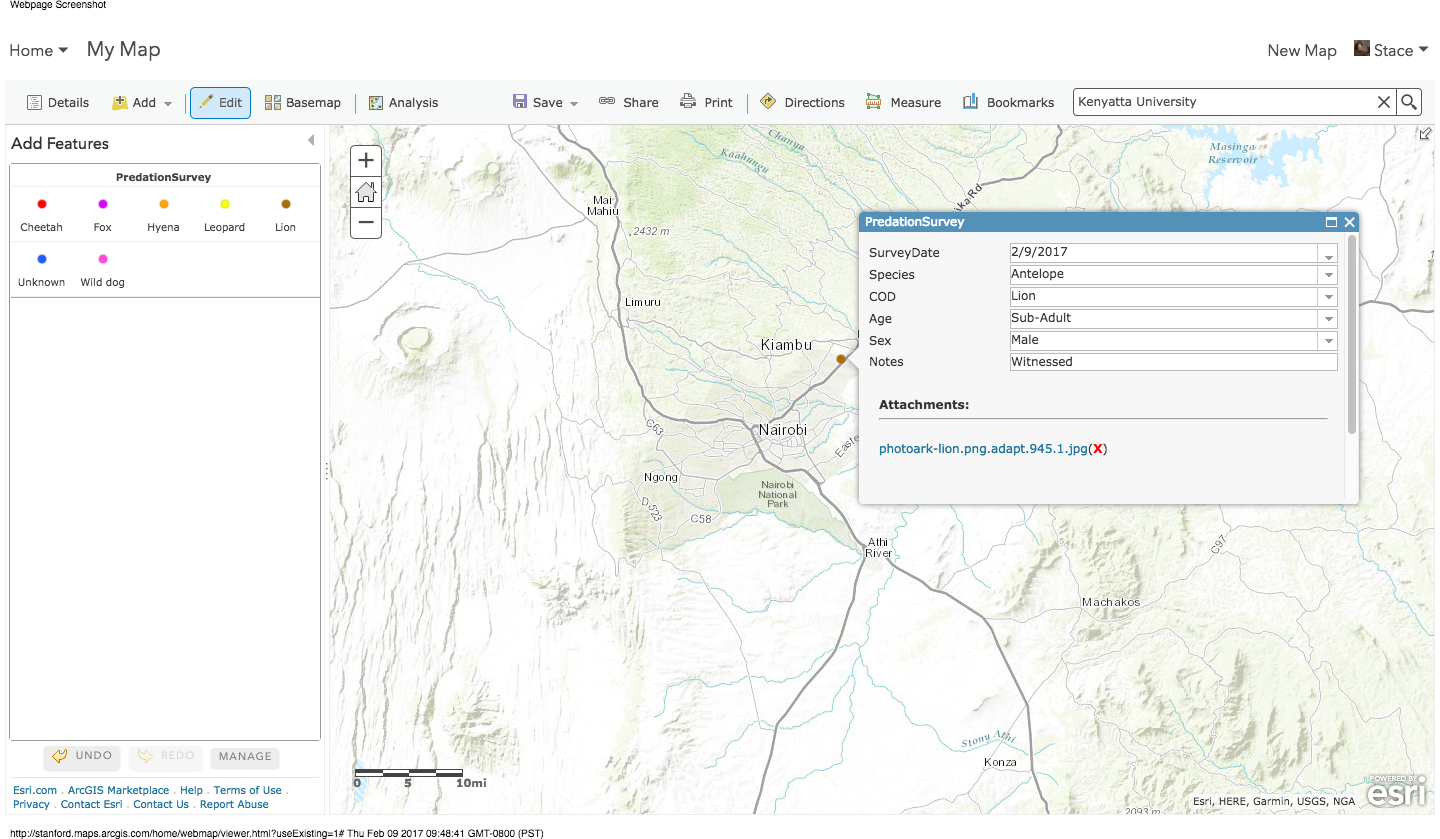 Webpage Screenshot
Home My Map
New Map Stace
Details Add Edit Basemap Analysis Save Share Print Directions Measure Bookmarks Kenyatta University
Add Features
PredationSurvey
Cheetah Fox Hyena Leopard Lion
Unknown Wild dog
UNDO REDO MANAGE
Esri.com . ArcGIS Marketplace . Help . Terms of Use .
Privacy . Contact Esri . Contact Us . Report Abuse
Chanya
Kaahungu
Masinga
Reservoir
Mai
Mahiu
2432 m
ka Rd
Limuru
Kiambu
C63
Nairobi
Easte
Ngong
Nairobi
National
Park
D 523
C58
Athi
River
C97
Machakos
Stony Athi
Konza
2093 m
PredationSurvey
SurveyDate 2/9/2017
Species Antelope
COD Lion
Age Sub-Adult
Sex Male
Notes Witnessed
Attachments:
photoark-lion.png.adapt.945.1.jpg(X)
0 5 10mi
Esri, HERE, Garmin, USGS, NGA
POWERED BY
esri
http://stanford.maps.arcgis.com/home/webmap/viewer.html?useExisting=1# Thu Feb 09 2017 09:48:41 GMT-0800 (PST)